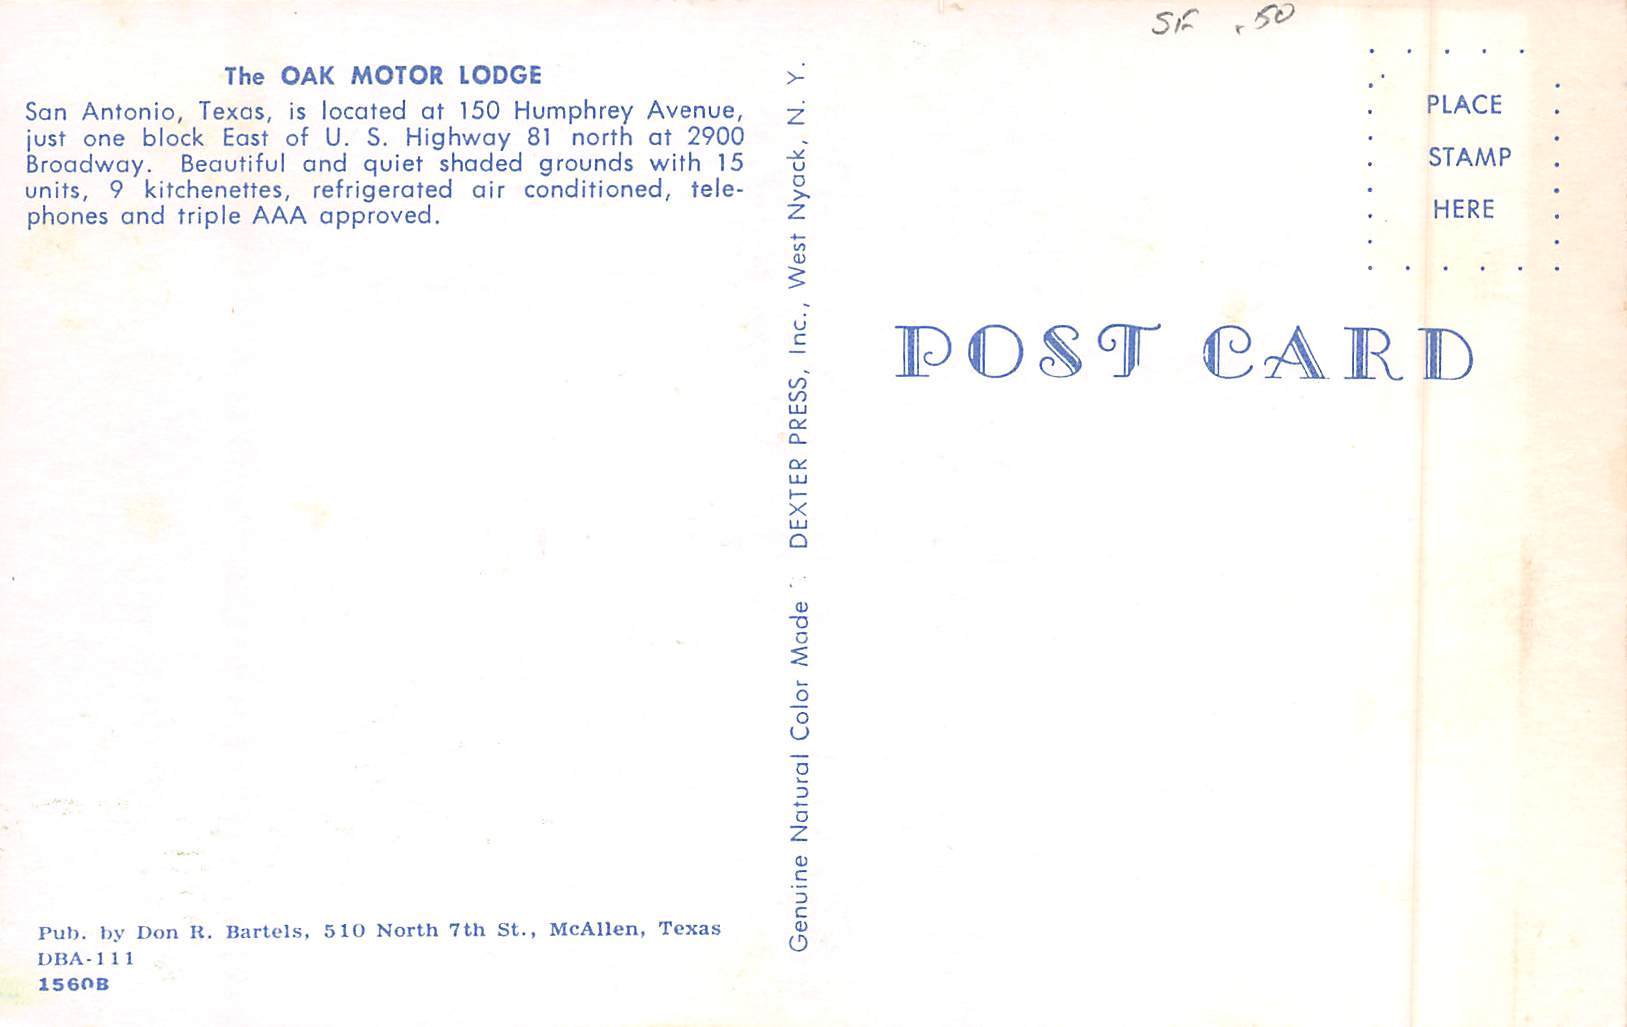 The OAK MOTOR LODGE
San Antonio, Texas, is located at 150 Humphrey Avenue,
just one block East of U. S. Highway 81 north at 2900
Broadway. Beautiful and quiet shaded grounds with 15
units, 9 kitchenettes, refrigerated air conditioned, tele-
phones and triple AAA approved.
Pub. by Don R. Bartels, 510 North 7th St., McAllen, Texas
DBA-111
1560B
Genuine Natural Color Made : DEXTER PRESS, Inc., West Nyack, N. Y.
.50
PLACE
STAMP
HERE
POST CARD